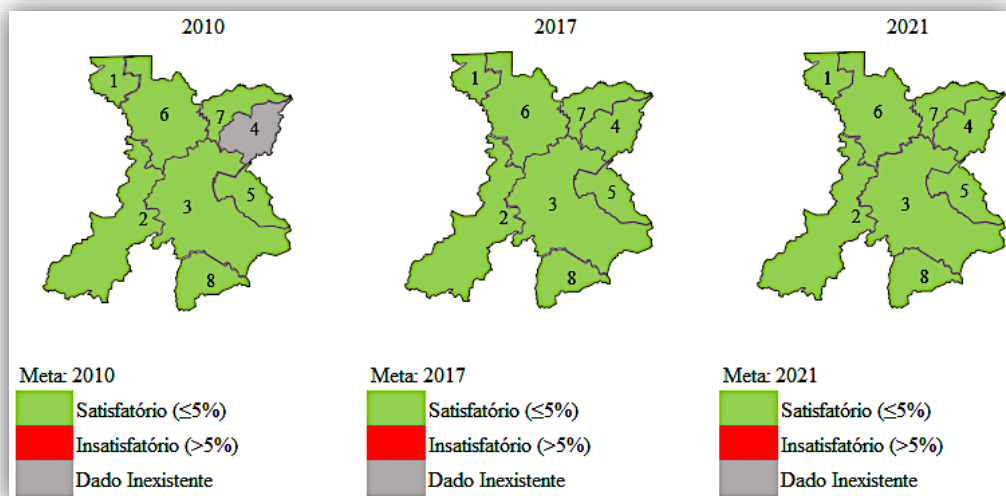 2010
1
6
7
4
2
3
5
8
Meta: 2010
Satisfatório (≤5%)
Insatisfatório (>5%)
Dado Inexistente
2017
1
6
7
4
2
3
5
8
Meta: 2017
Satisfatório (≤5%)
Insatisfatório (>5%)
Dado Inexistente
2021
1
6
7
4
2
3
5
8
Meta: 2021
Satisfatório (≤5%)
Insatisfatório (>5%)
Dado Inexistente